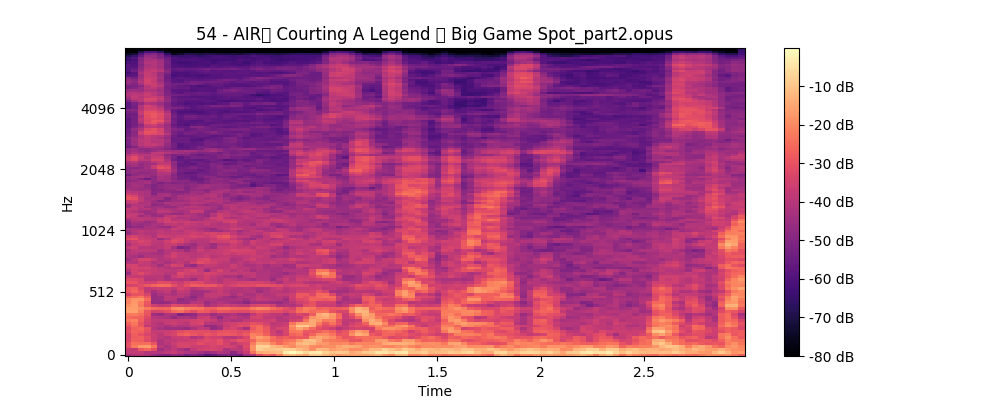 54 - AIR▯ Courting A Legend ▯ Big Game Spot_part2.opus
Hz
4096
2048
1024
512
0
0 0.5 1 1.5 2 2.5
Time
-10 dB
-20 dB
-30 dB
-40 dB
-50 dB
-60 dB
-70 dB
-80 dB